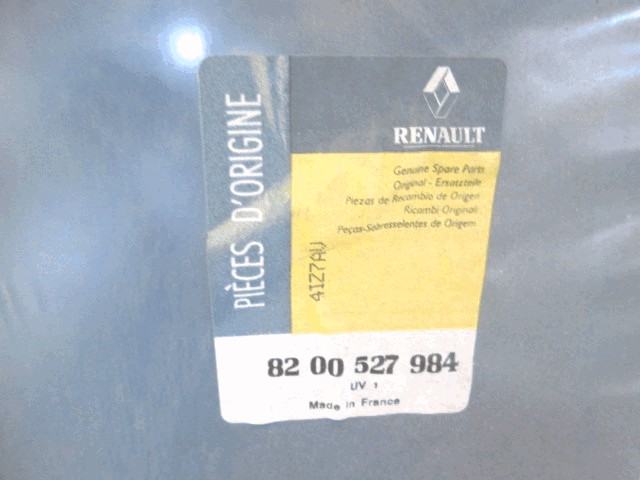 PIÈCES D'ORIGINE
RENAULT
Genuine Spare Parts
Original - Ersatzteile
Piezas de Recambio de Origen
Ricambi Originali
Peças-Sobresselentes de Origem
41Z7AV
82 00 527 984
UV 1
Made in France